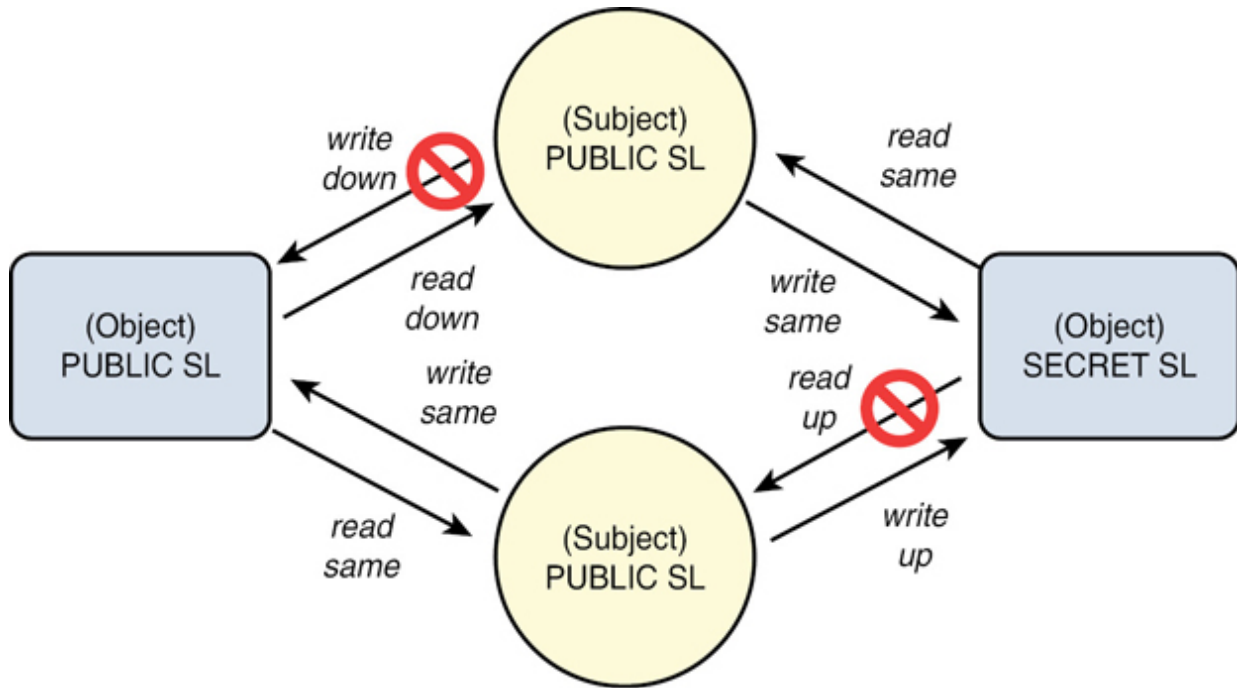 (Subject)
PUBLIC SL
write
down
read
same
read
down
write
same
(Object)
PUBLIC SL
(Object)
SECRET SL
write
same
read
up
read
same
(Subject)
PUBLIC SL
write
up